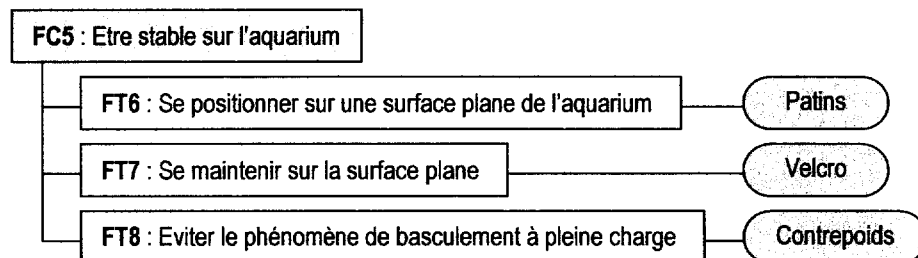 FC5 : Etre stable sur l'aquarium
FT6 : Se positionner sur une surface plane de l'aquarium
Patins
FT7 : Se maintenir sur la surface plane
Velcro
FT8 : Eviter le phénomène de basculement à pleine charge
Contrepoids